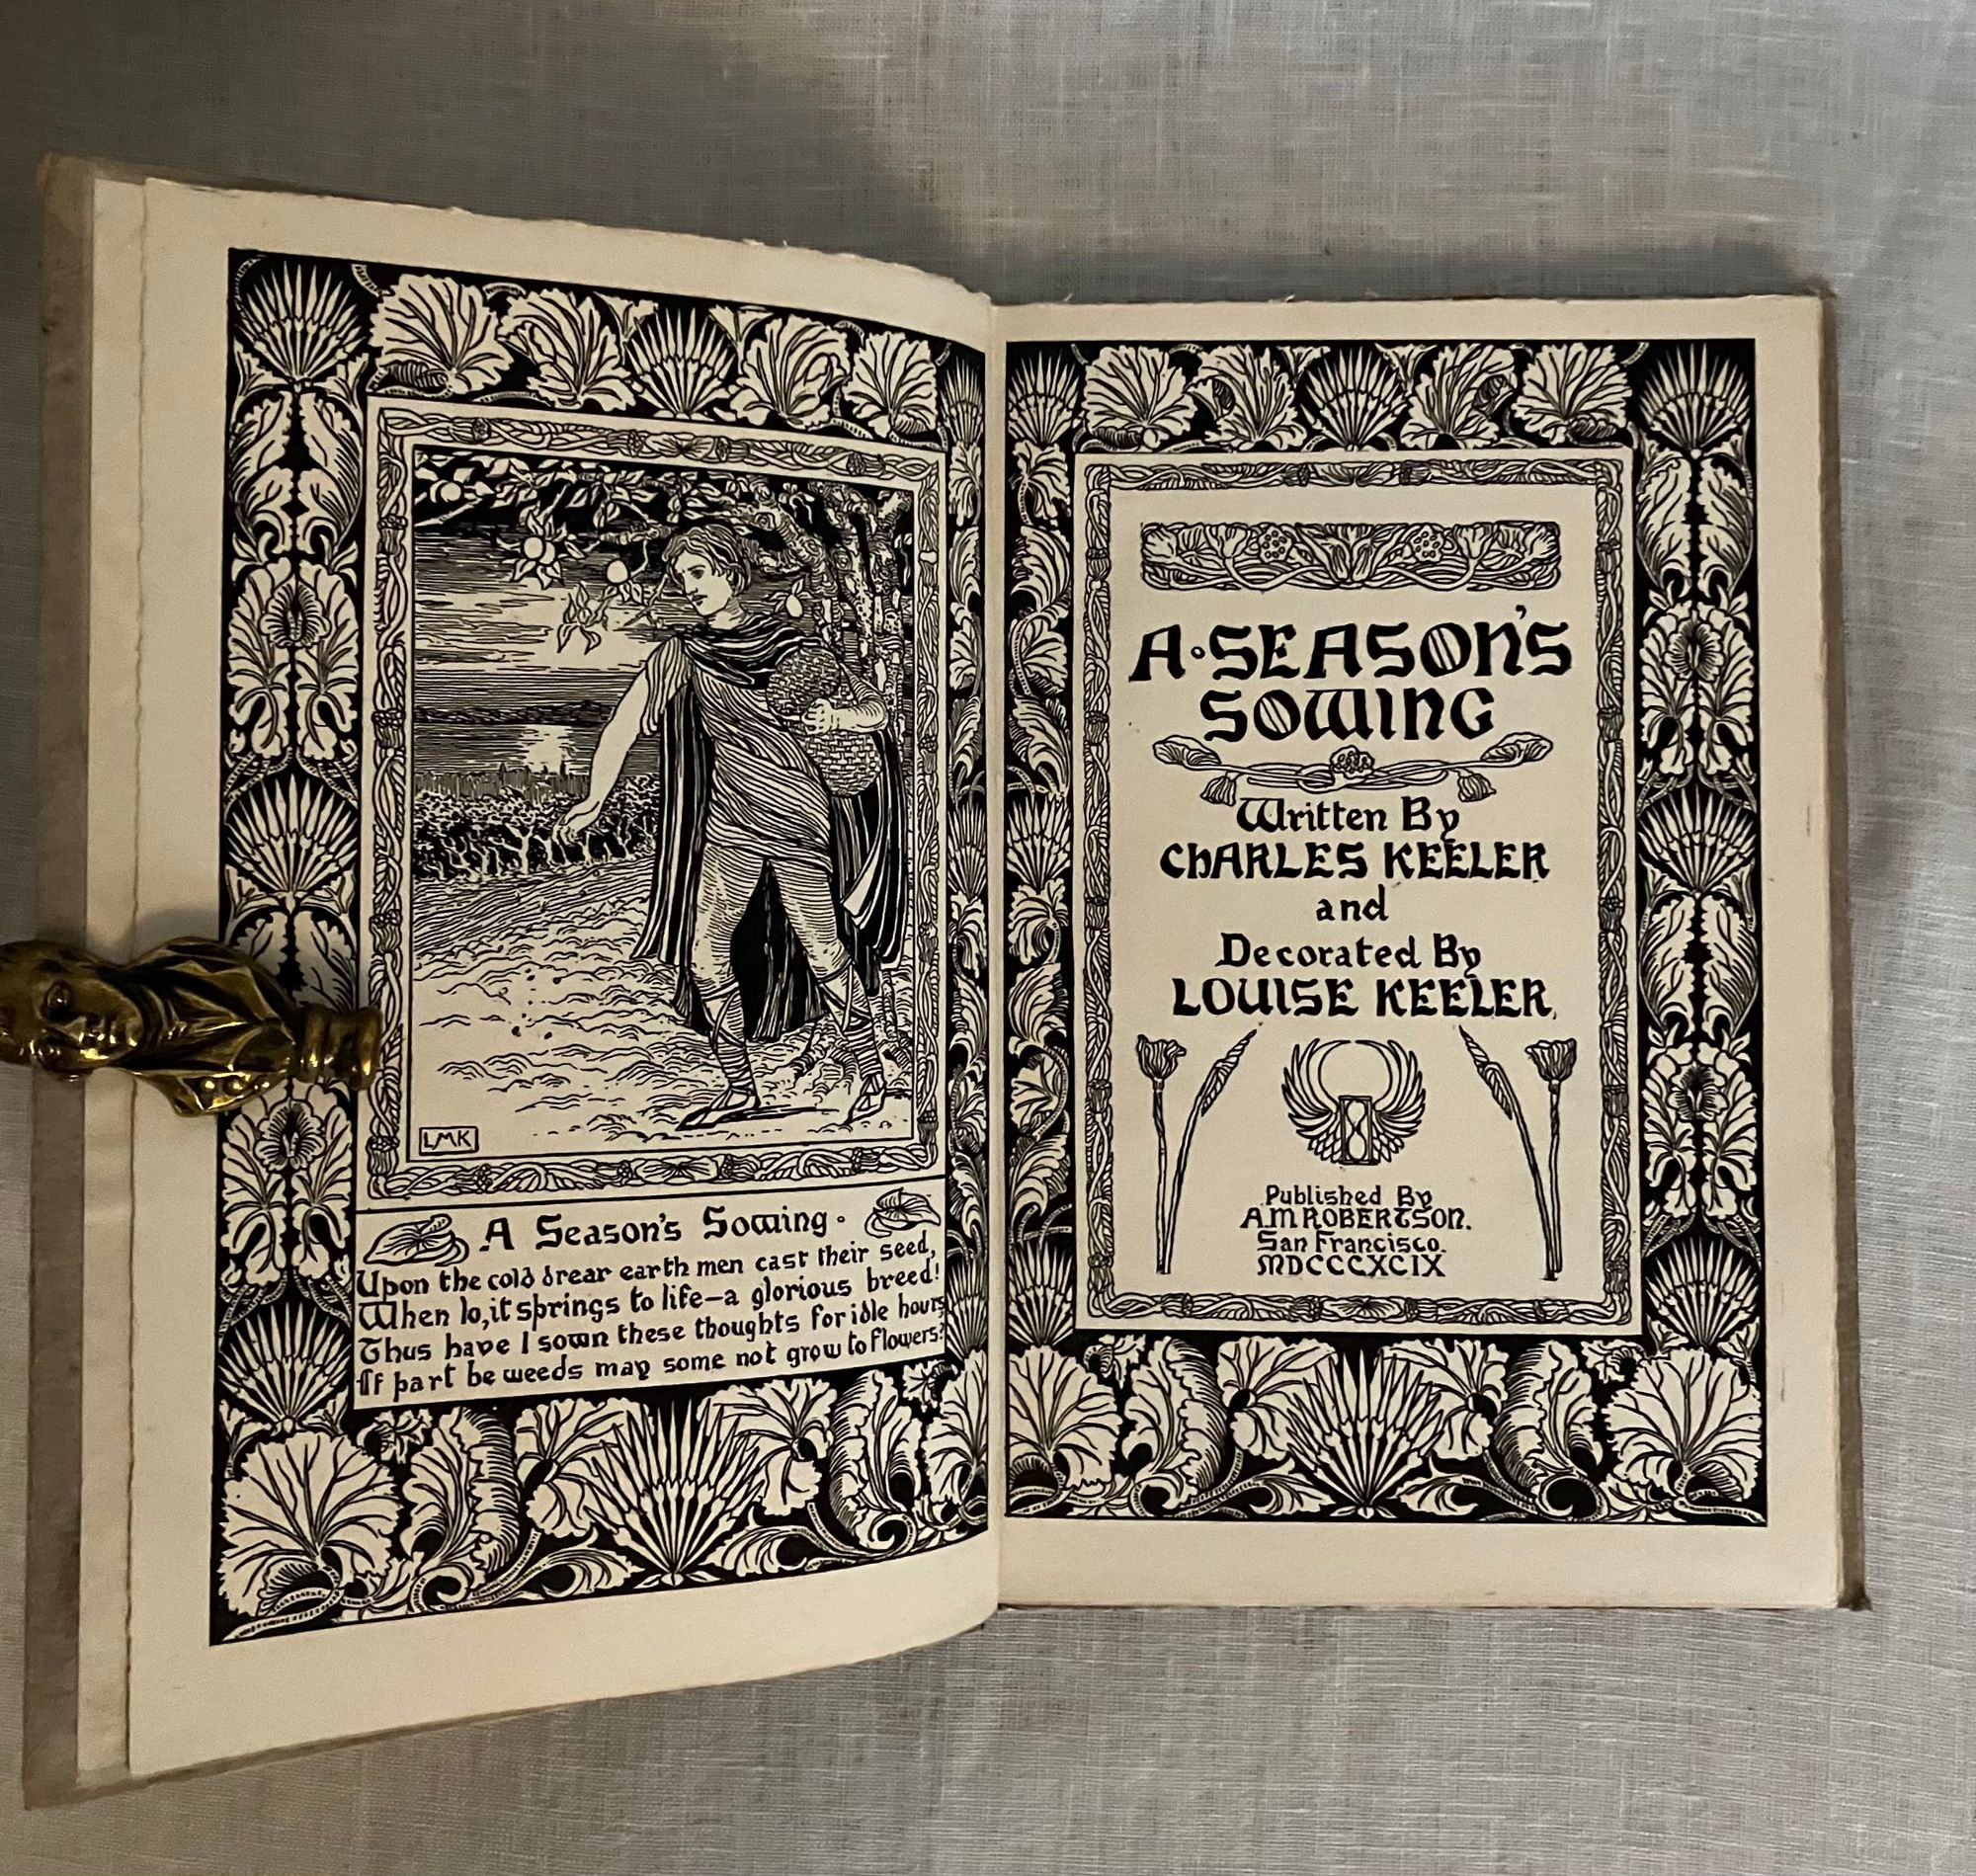 LMK
A Season's Sowing.
Upon the cold drear earth men cast their seed,
When lo, it springs to life—a glorious breed!
Thus have I sown these thoughts for idle hours
If part be weeds may some not grow to flowers?
A·SEASON'S
SOWING
Written By
CHARLES KEELER
and
Decorated By
LOUISE KEELER.
Published By
A.M ROBERTSON.
San Francisco.
MDCCCXCIX